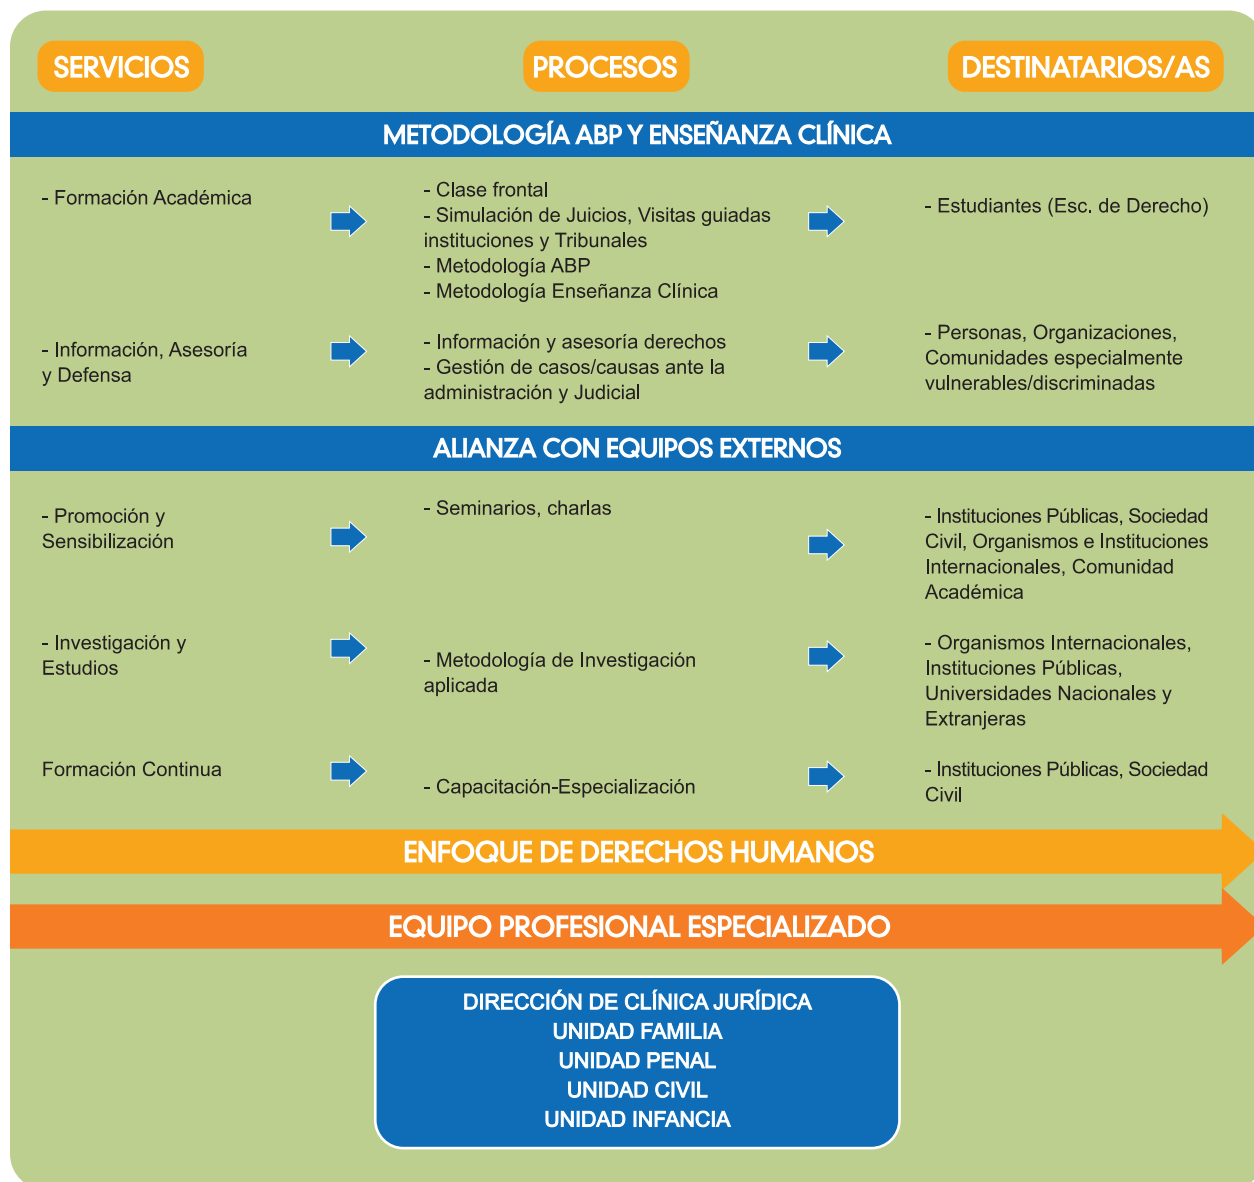 SERVICIOS
PROCESOS
DESTINATARIOS/AS
METODOLOGÍA ABP Y ENSEÑANZA CLÍNICA
- Formación Académica
- Clase frontal
- Simulación de Juicios, Visitas guiadas
instituciones y Tribunales
- Metodología ABP
- Metodología Enseñanza Clínica
- Estudiantes (Esc. de Derecho)
- Información, Asesoría
y Defensa
- Información y asesoría derechos
- Gestión de casos/causas ante la
administración y Judicial
- Personas, Organizaciones,
Comunidades especialmente
vulnerables/discriminadas
ALIANZA CON EQUIPOS EXTERNOS
- Promoción y
Sensibilización
- Seminarios, charlas
- Instituciones Públicas, Sociedad
Civil, Organismos e Instituciones
Internacionales, Comunidad
Académica
- Investigación y
Estudios
- Metodología de Investigación
aplicada
- Organismos Internacionales,
Instituciones Públicas,
Universidades Nacionales y
Extranjeras
Formación Continua
- Capacitación-Especialización
- Instituciones Públicas, Sociedad
Civil
ENFOQUE DE DERECHOS HUMANOS
EQUIPO PROFESIONAL ESPECIALIZADO
DIRECCIÓN DE CLÍNICA JURÍDICA
UNIDAD FAMILIA
UNIDAD PENAL
UNIDAD CIVIL
UNIDAD INFANCIA